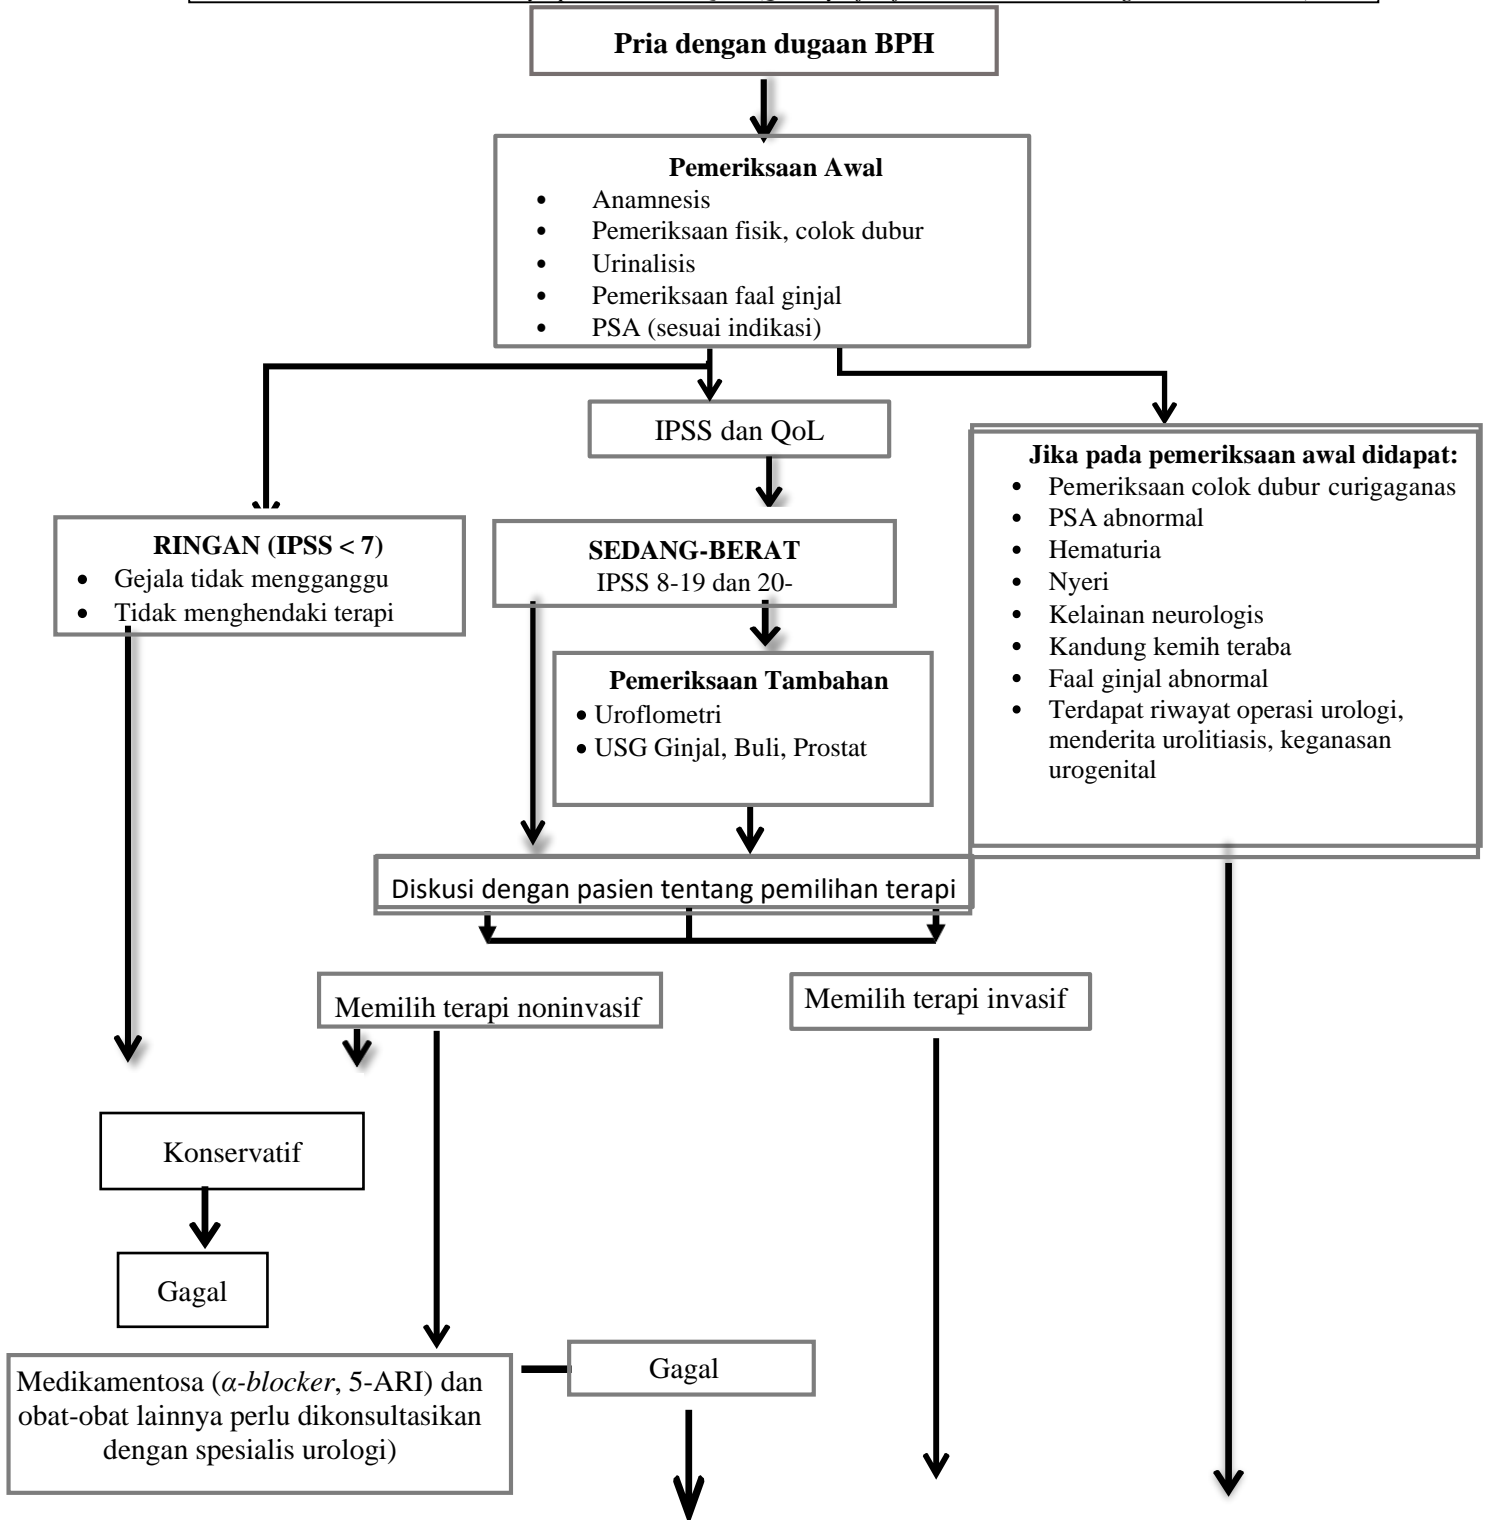 Pria dengan dugaan BPH
Pemeriksaan Awal
• Anamnesis
• Pemeriksaan fisik, colok dubur
• Urinalisis
• Pemeriksaan faal ginjal
• PSA (sesuai indikasi)
IPSS dan QoL
Jika pada pemeriksaan awal didapat:
• Pemeriksaan colok dubur curigaganas
• PSA abnormal
• Hematuria
• Nyeri
• Kelainan neurologis
• Kandung kemih teraba
• Faal ginjal abnormal
• Terdapat riwayat operasi urologi,
menderita urolitiasis, keganasan
urogenital
RINGAN (IPSS < 7)
• Gejala tidak mengganggu
• Tidak menghendaki terapi
SEDANG-BERAT
IPSS 8-19 dan 20-
Pemeriksaan Tambahan
• Uroflometri
• USG Ginjal, Buli, Prostat
Diskusi dengan pasien tentang pemilihan terapi
Memilih terapi noninvasif
Memilih terapi invasif
Konservatif
Gagal
Medikamentosa (α-blocker, 5-ARI) dan
obat-obat lainnya perlu dikonsultasikan
dengan spesialis urologi)
Gagal